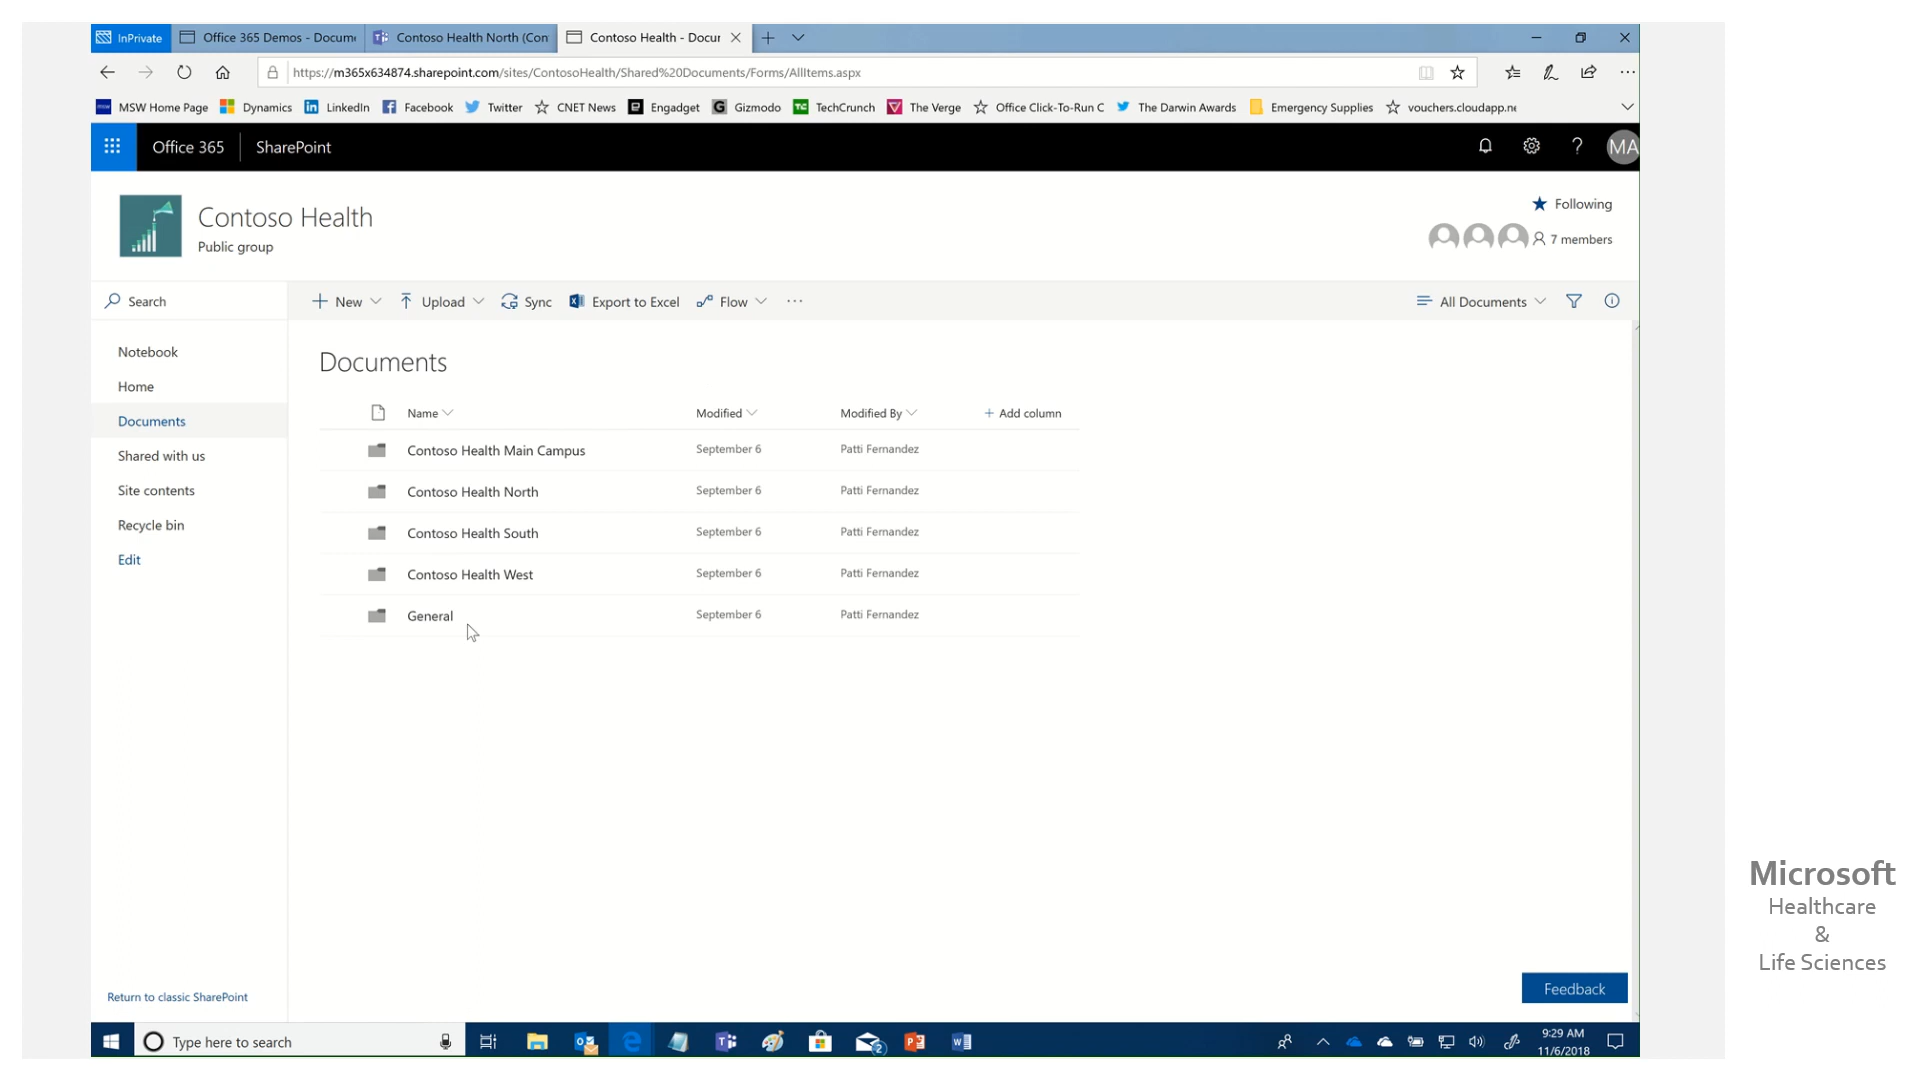 InPrivate Office 365 Demos - Docume Contoso Health North (Con Contoso Health - Docur
https://m365x634874.sharepoint.com/sites/ContosoHealth/Shared%20Documents/Forms/AllItems.aspx
MSW Home Page Dynamics LinkedIn Facebook Twitter CNET News Engadget Gizmodo TechCrunch The Verge Office Click-To-Run C The Darwin Awards Emergency Supplies vouchers.cloudapp.ne
Office 365 SharePoint ? MA
Contoso Health
Public group
Following
7 members
Search
New Upload Sync Export to Excel Flow ... All Documents
Notebook
Home
Documents
Shared with us
Site contents
Recycle bin
Edit
Return to classic SharePoint
Documents
Name Modified Modified By + Add column
Contoso Health Main Campus September 6 Patti Fernandez
Contoso Health North September 6 Patti Fernandez
Contoso Health South September 6 Patti Fernandez
Contoso Health West September 6 Patti Fernandez
General September 6 Patti Fernandez
Feedback
Type here to search
9:29 AM
11/6/2018
Microsoft
Healthcare
&
Life Sciences